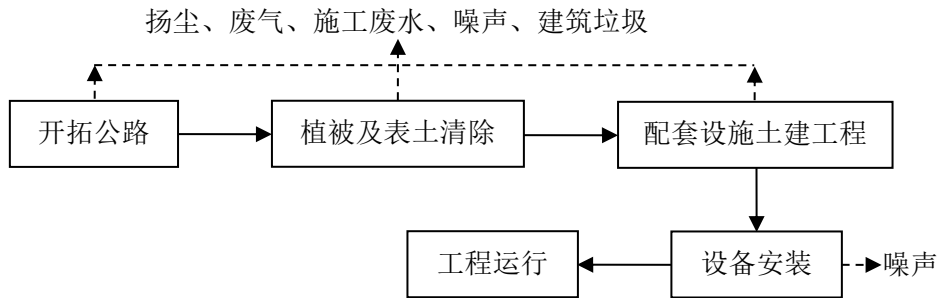 扬尘、废气、施工废水、噪声、建筑垃圾
开拓公路
植被及表土清除
配套设施土建工程
工程运行
设备安装
噪声